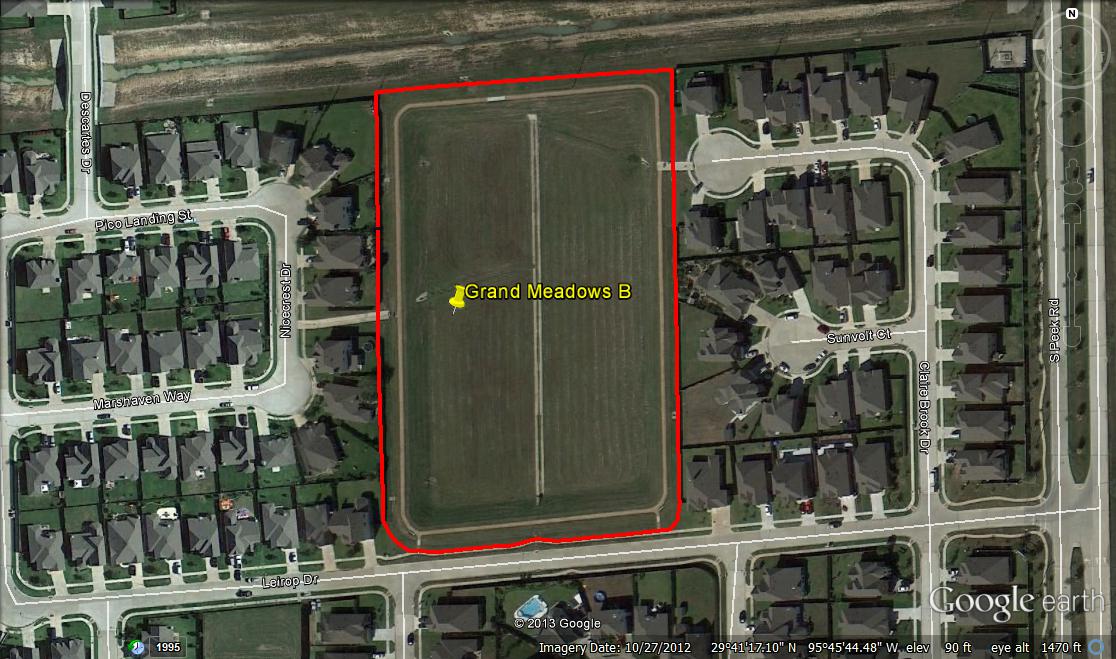 N
Descartes Dr
Pico Landing St
Nicecrest Dr
Grand Meadows B
S Peek Rd
Sunvolt Ct
Claire Brook Dr
Marshaven Way
Leirop Dr
Google earth
© 2013 Google
1995
Imagery Date: 10/27/2012 29°41'17.10" N 95°45'44.48" W elev 90 ft eye alt 1470 ft